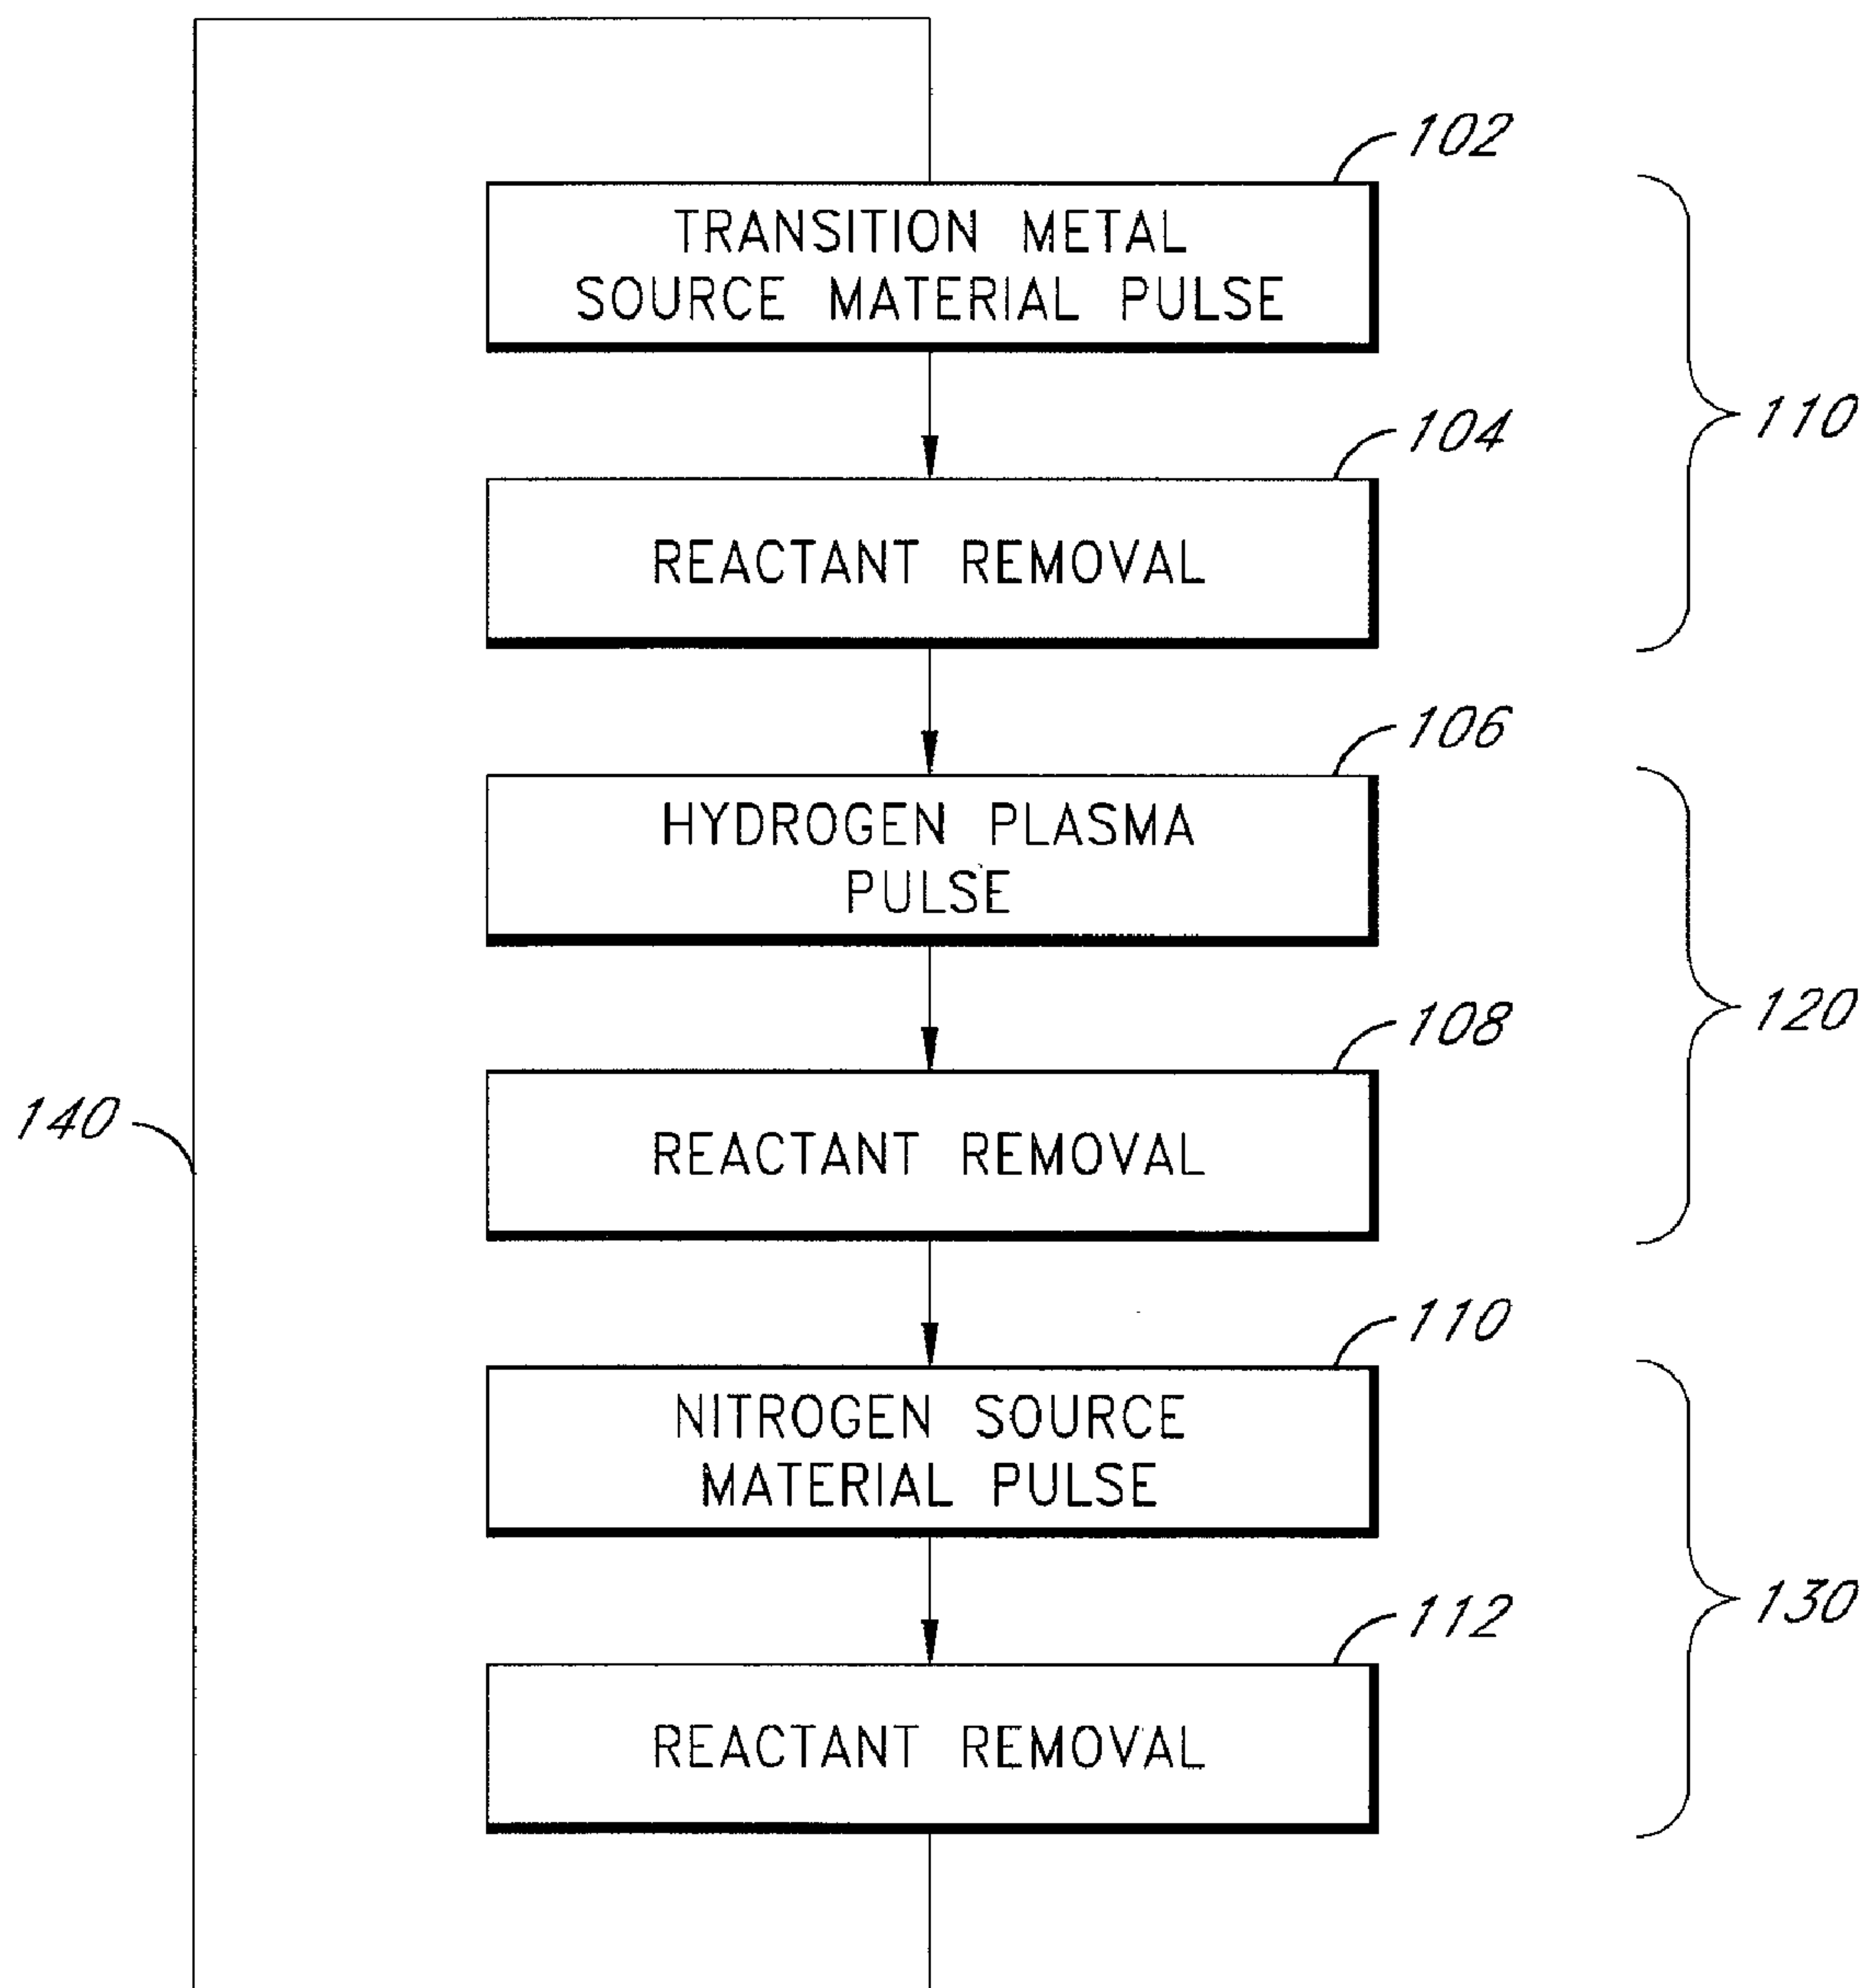 102
TRANSITION METAL
SOURCE MATERIAL PULSE
104
110
REACTANT REMOVAL
106
HYDROGEN PLASMA
PULSE
108
120
140
REACTANT REMOVAL
110
NITROGEN SOURCE
MATERIAL PULSE
112
130
REACTANT REMOVAL